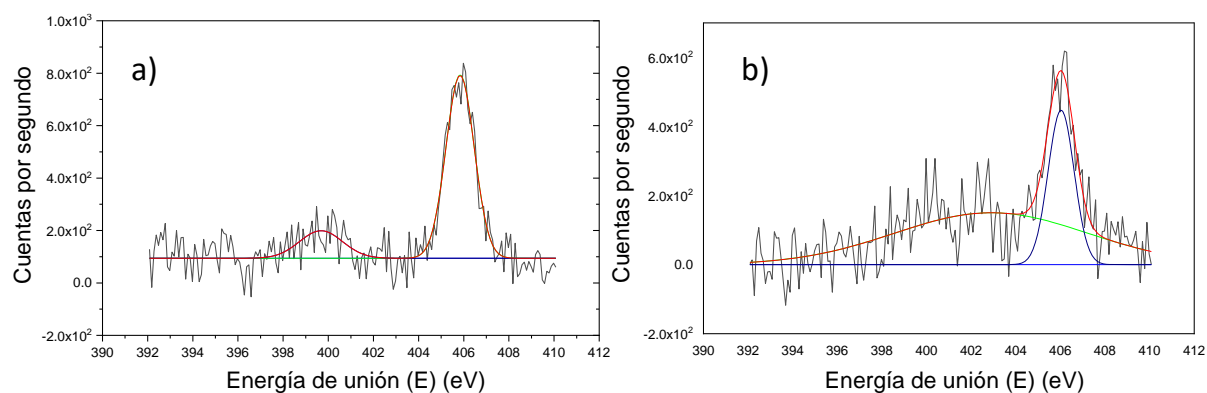 a)
1.0x10³
8.0x10²
6.0x10²
4.0x10²
2.0x10²
0.0
-2.0x10²
Cuentas por segundo
390 392 394 396 398 400 402 404 406 408 410 412
Energía de unión (E) (eV)
b)
6.0x10²
4.0x10²
2.0x10²
0.0
-2.0x10²
Cuentas por segundo
390 392 394 396 398 400 402 404 406 408 410 412
Energía de unión (E) (eV)